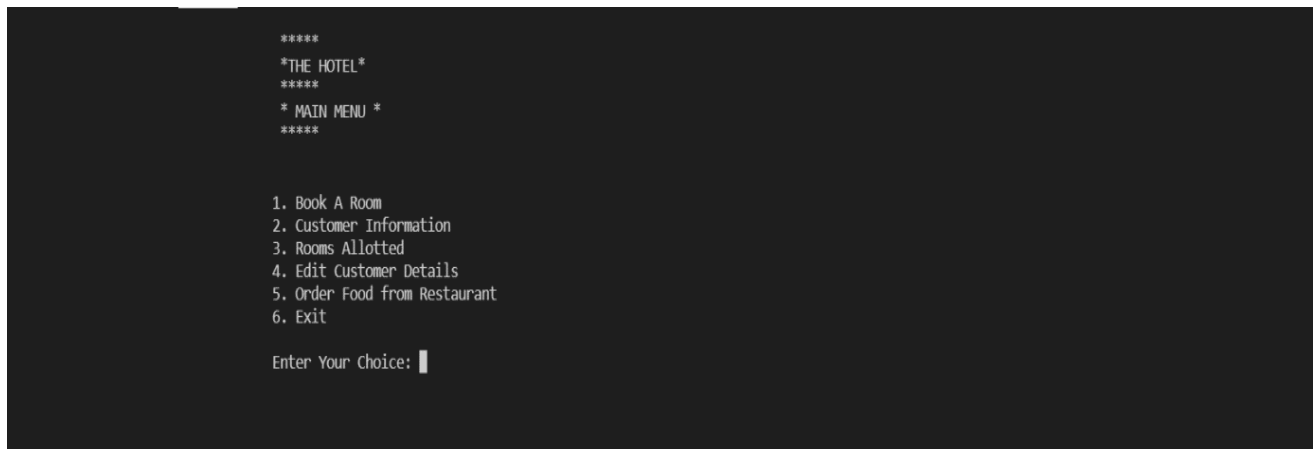 *****
*THE HOTEL*
*****
* MAIN MENU *
*****
1. Book A Room
2. Customer Information
3. Rooms Allotted
4. Edit Customer Details
5. Order Food from Restaurant
6. Exit
Enter Your Choice: